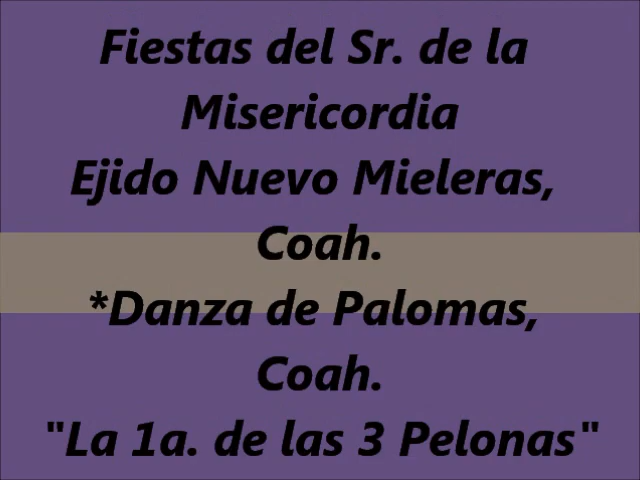 Fiestas del Sr. de la
Misericordia
Ejido Nuevo Mieleras,
Coah.
*Danza de Palomas,
Coah.
"La 1a. de las 3 Pelonas"